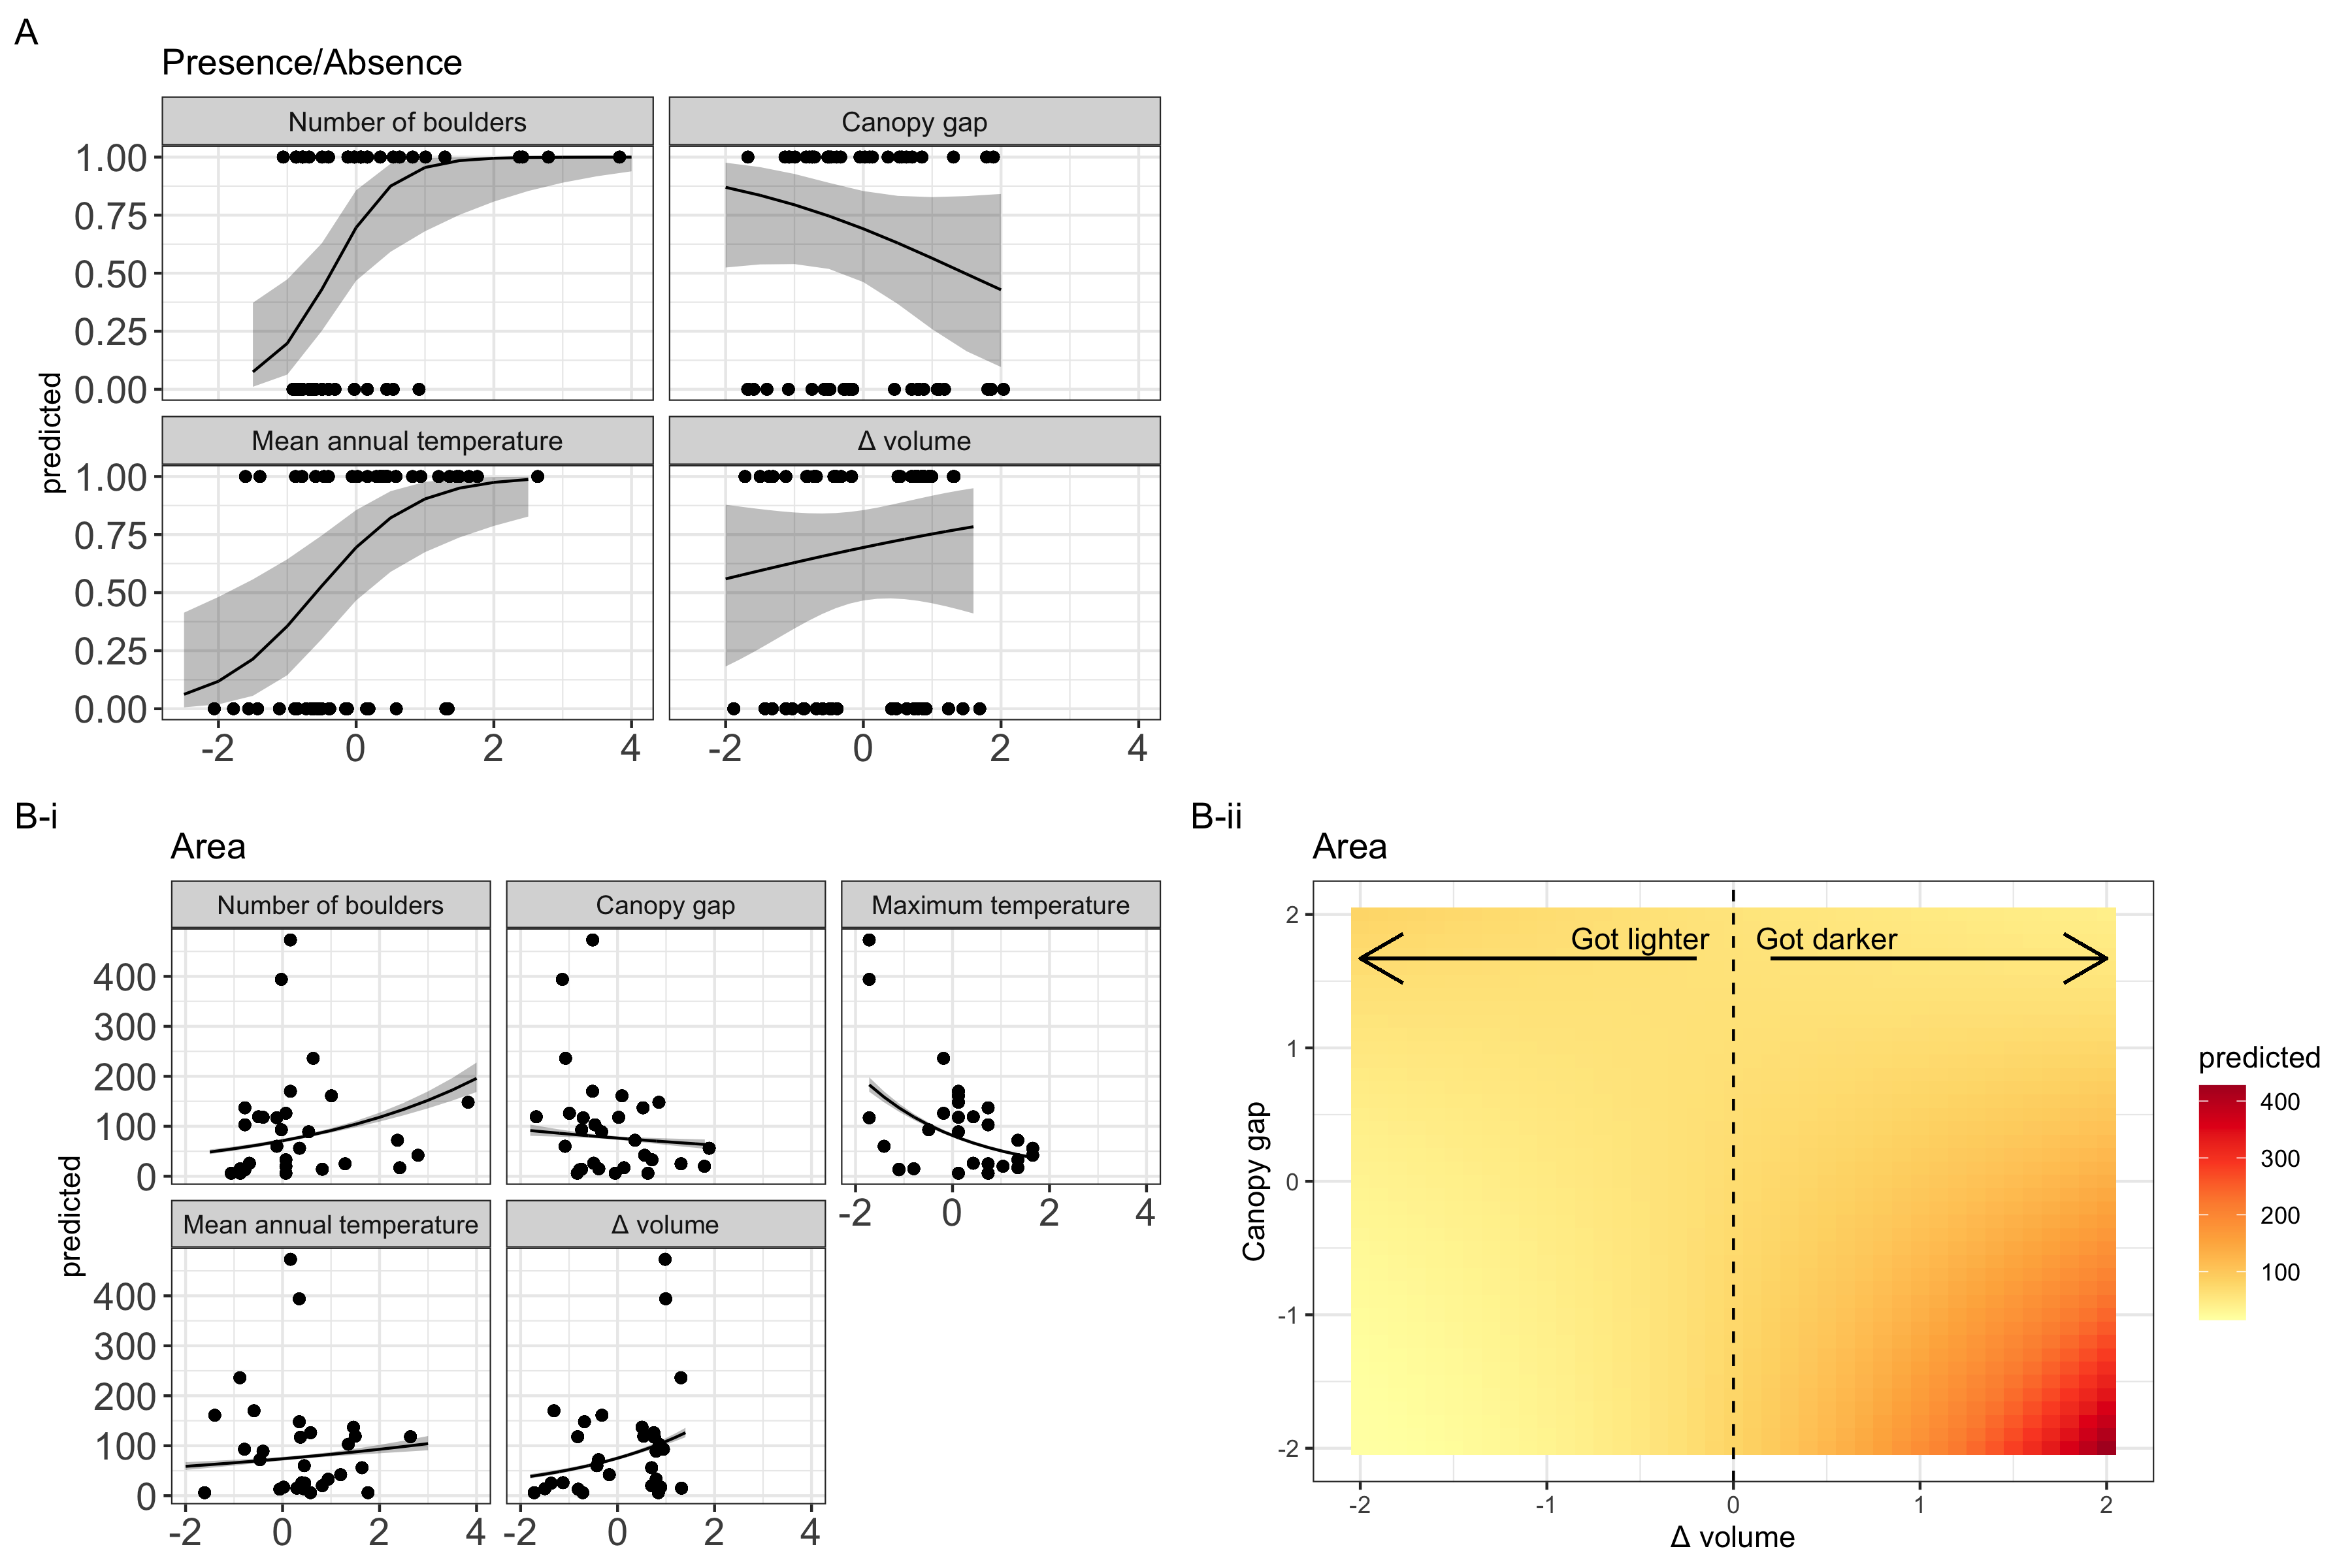 A
Presence/Absence
Number of boulders
Canopy gap
1.00
0.75
0.50
0.25
0.00
Mean annual temperature
Δ volume
1.00
0.75
0.50
0.25
0.00
predicted
-2 0 2 4
-2 0 2 4
B-i
Area
Number of boulders
Canopy gap
Maximum temperature
400
300
200
100
0
-2 0 2 4
Mean annual temperature
Δ volume
400
300
200
100
0
predicted
-2 0 2 4
-2 0 2 4
B-ii
Area
Got lighter
Got darker
2
1
0
-1
-2
Canopy gap
-2 -1 0 1 2
Δ volume
predicted
400
300
200
100